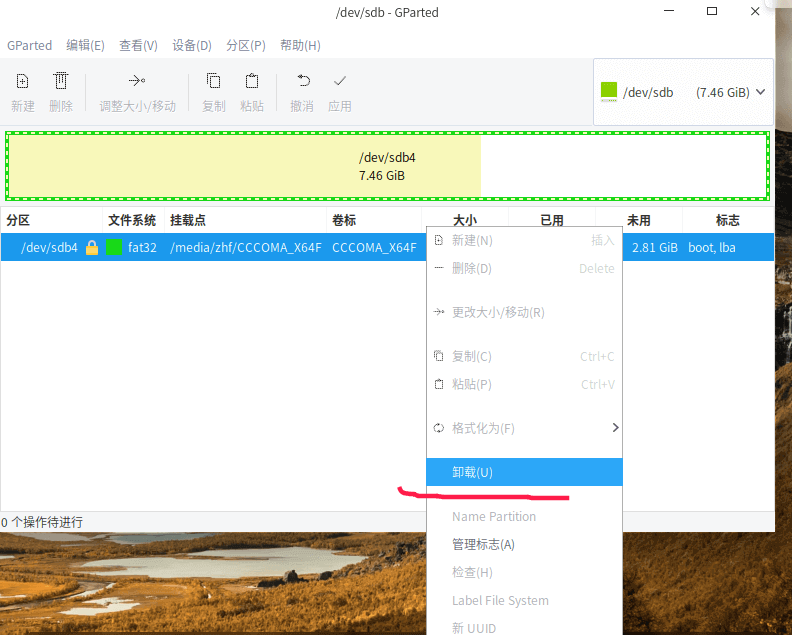 /dev/sdb - GParted
GParted 编辑(E) 查看(V) 设备(D) 分区(P) 帮助(H)
新建 删除 调整大小/移动 复制 粘贴 撤消 应用
/dev/sdb (7.46 GiB)
/dev/sdb4
7.46 GiB
分区 文件系统 挂载点 卷标 大小 已用 未用 标志
/dev/sdb4 fat32 /media/zhf/CCCOMA_X64F CCCOMA_X64F 2.81 GiB boot, lba
新建(N) 插入
删除(D) Delete
更改大小/移动(R)
复制(C) Ctrl+C
粘贴(P) Ctrl+V
格式化为(F)
卸载(U)
Name Partition
管理标志(A)
检查(H)
Label File System
新 UUID
0 个操作待进行